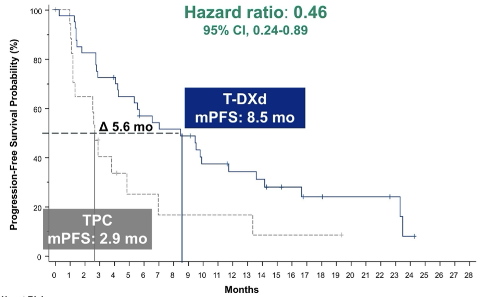 Hazard ratio: 0.46
95% CI, 0.24-0.89
Progression-Free Survival Probability (%)
100
80
60
40
20
0
T-DXd
mPFS: 8.5 mo
Δ 5.6 mo
TPC
mPFS: 2.9 mo
0 1 2 3 4 5 6 7 8 9 10 11 12 13 14 15 16 17 18 19 20 21 22 23 24 25 26 27 28
Months